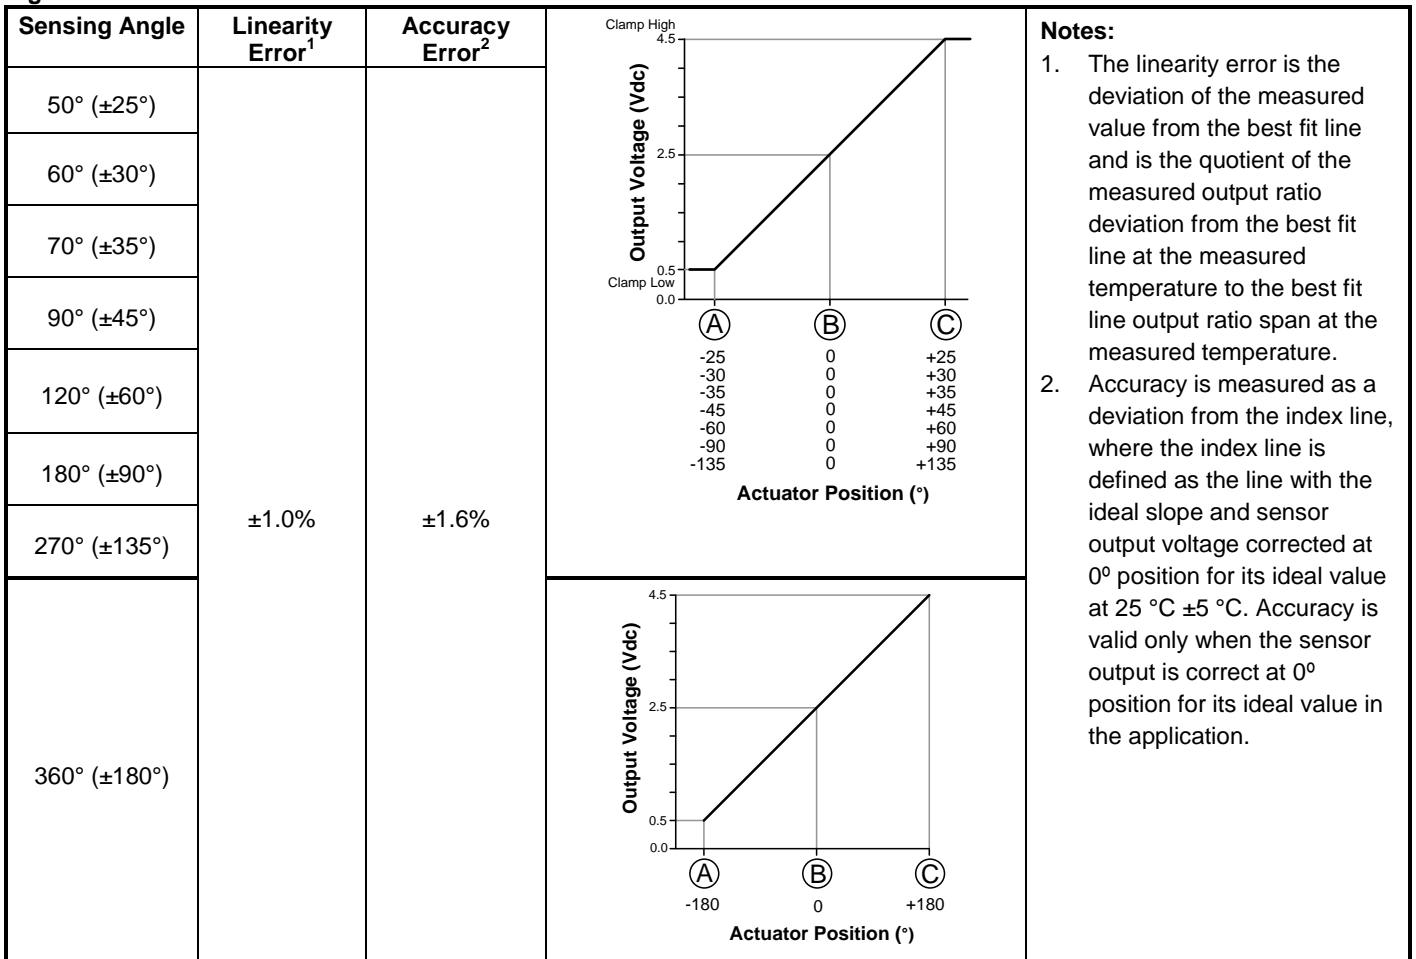 Sensing Angle
Linearity
Error1
Accuracy
Error2
50° (±25°)
60° (±30°)
70° (±35°)
90° (±45°)
120° (±60°)
180° (±90°)
270° (±135°)
360° (±180°)
±1.0%
±1.6%
Clamp High
4.5
2.5
0.5
Clamp Low
0.0
Output Voltage (Vdc)
A B C
-25 0 +25
-30 0 +30
-35 0 +35
-45 0 +45
-60 0 +60
-90 0 +90
-135 0 +135
Actuator Position (°)
4.5
2.5
0.5
0.0
Output Voltage (Vdc)
A B C
-180 0 +180
Actuator Position (°)
Notes:
1. The linearity error is the
deviation of the measured
value from the best fit line
and is the quotient of the
measured output ratio
deviation from the best fit
line at the measured
temperature to the best fit
line output ratio span at the
measured temperature.
2. Accuracy is measured as a
deviation from the index line,
where the index line is
defined as the line with the
ideal slope and sensor
output voltage corrected at
0º position for its ideal value
at 25 °C ±5 °C. Accuracy is
valid only when the sensor
output is correct at 0º
position for its ideal value in
the application.